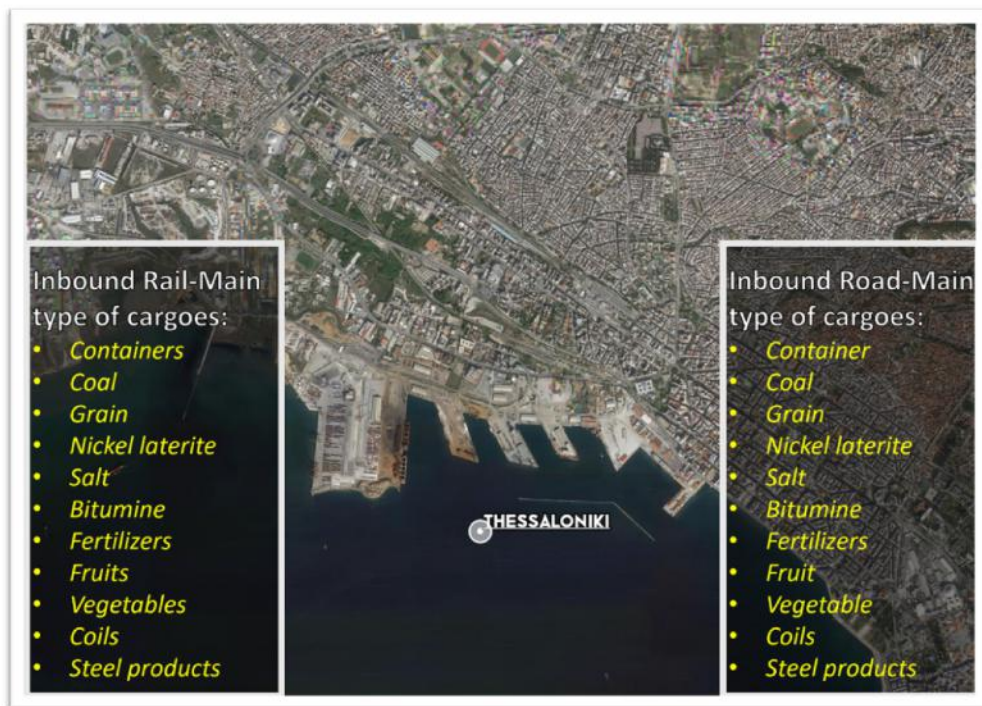 Inbound Rail-Main
type of cargoes:
• Containers
• Coal
• Grain
• Nickel laterite
• Salt
• Bitumine
• Fertilizers
• Fruits
• Vegetables
• Coils
• Steel products
THESSALONIKI
Inbound Road-Main
type of cargoes:
• Container
• Coal
• Grain
• Nickel laterite
• Salt
• Bitumine
• Fertilizers
• Fruit
• Vegetable
• Coils
• Steel products